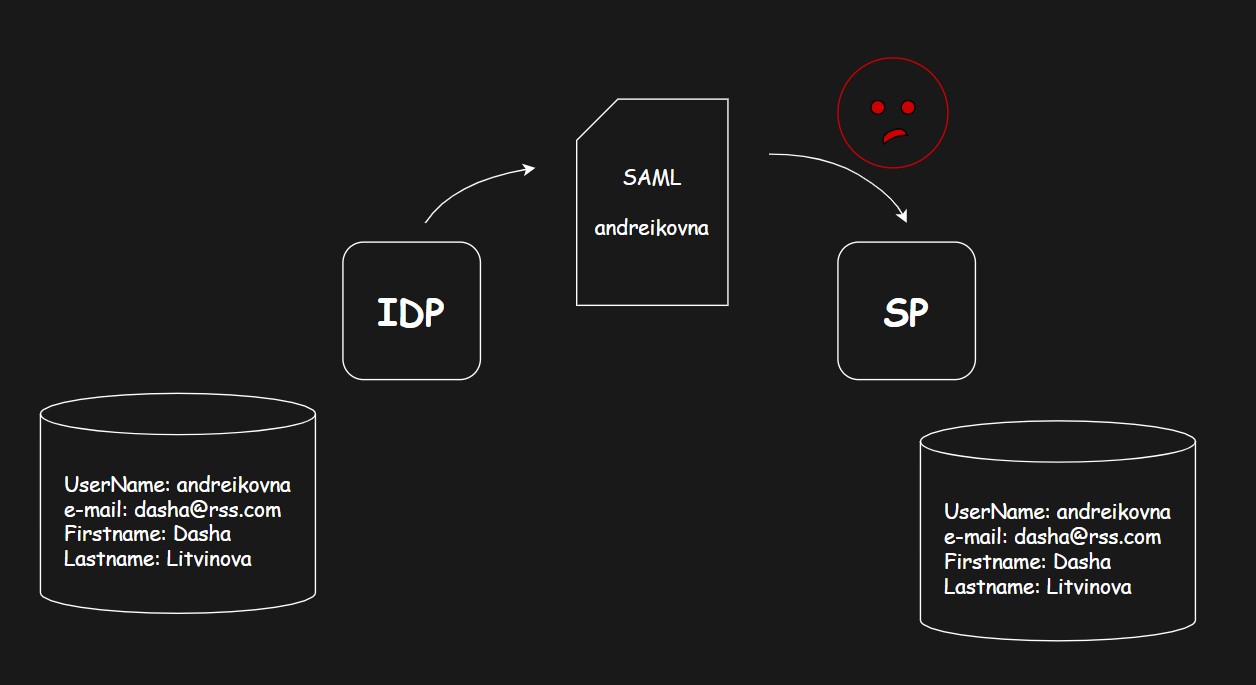 SAML
andreikovna
IDP
SP
UserName: andreikovna
e-mail: dasha@rss.com
Firstname: Dasha
Lastname: Litvinova
UserName: andreikovna
e-mail: dasha@rss.com
Firstname: Dasha
Lastname: Litvinova